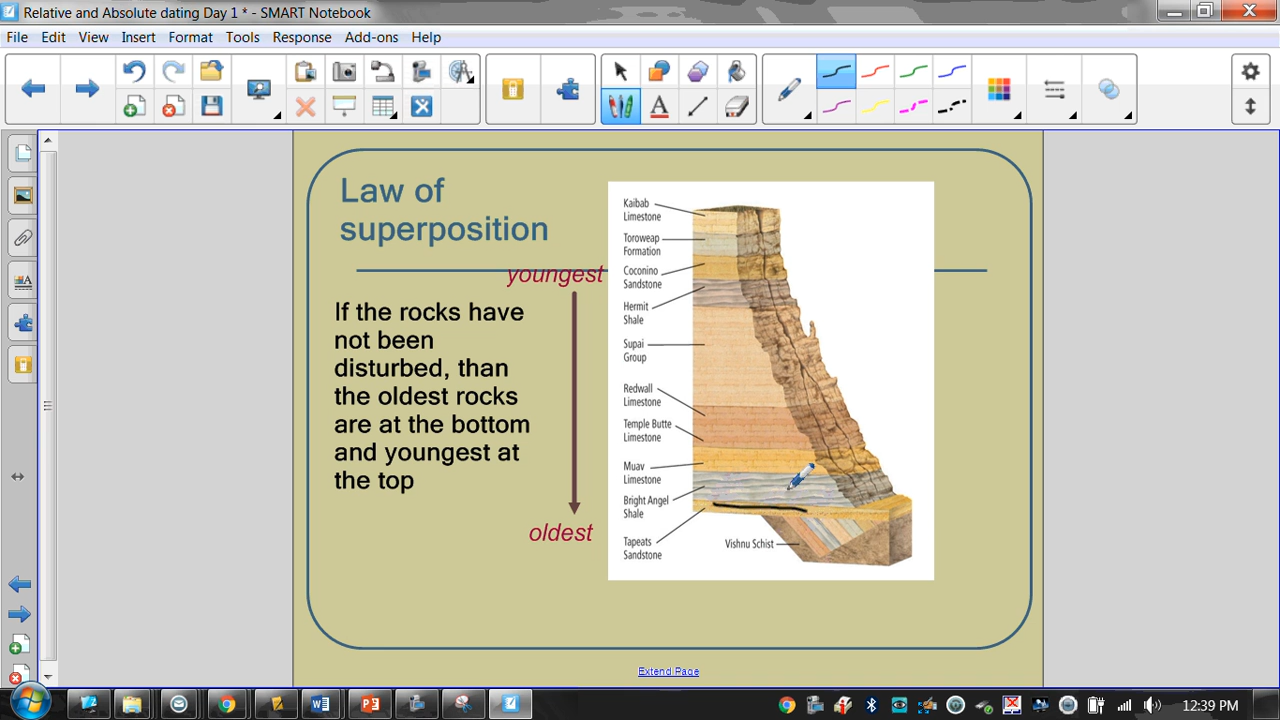 Relative and Absolute dating Day 1 * - SMART Notebook
File Edit View Insert Format Tools Response Add-ons Help
Law of
superposition
youngest
If the rocks have
not been
disturbed, than
the oldest rocks
are at the bottom
and youngest at
the top
oldest
Kaibab
Limestone
Toroweap
Formation
Coconino
Sandstone
Hermit
Shale
Supai
Group
Redwall
Limestone
Temple Butte
Limestone
Muav
Limestone
Bright Angel
Shale
Tapeats
Sandstone
Vishnu Schist
Extend Page
12:39 PM